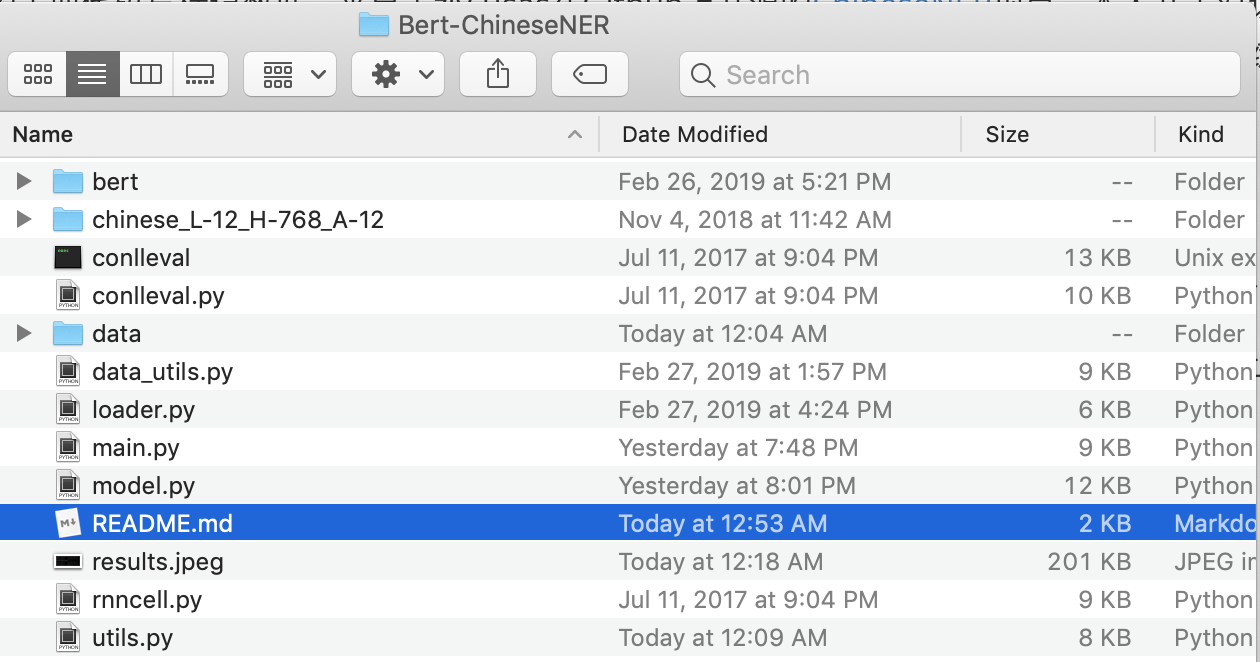 Bert-ChineseNER
Search
Name Date Modified Size Kind
bert Feb 26, 2019 at 5:21 PM -- Folder
chinese_L-12_H-768_A-12 Nov 4, 2018 at 11:42 AM -- Folder
conlleval Jul 11, 2017 at 9:04 PM 13 KB Unix ex
conlleval.py Jul 11, 2017 at 9:04 PM 10 KB Python
data Today at 12:04 AM -- Folder
data_utils.py Feb 27, 2019 at 1:57 PM 9 KB Python
loader.py Feb 27, 2019 at 4:24 PM 6 KB Python
main.py Yesterday at 7:48 PM 9 KB Python
model.py Yesterday at 8:01 PM 12 KB Python
README.md Today at 12:53 AM 2 KB Markdo
results.jpeg Today at 12:18 AM 201 KB JPEG in
rnncell.py Jul 11, 2017 at 9:04 PM 9 KB Python
utils.py Today at 12:09 AM 8 KB Python